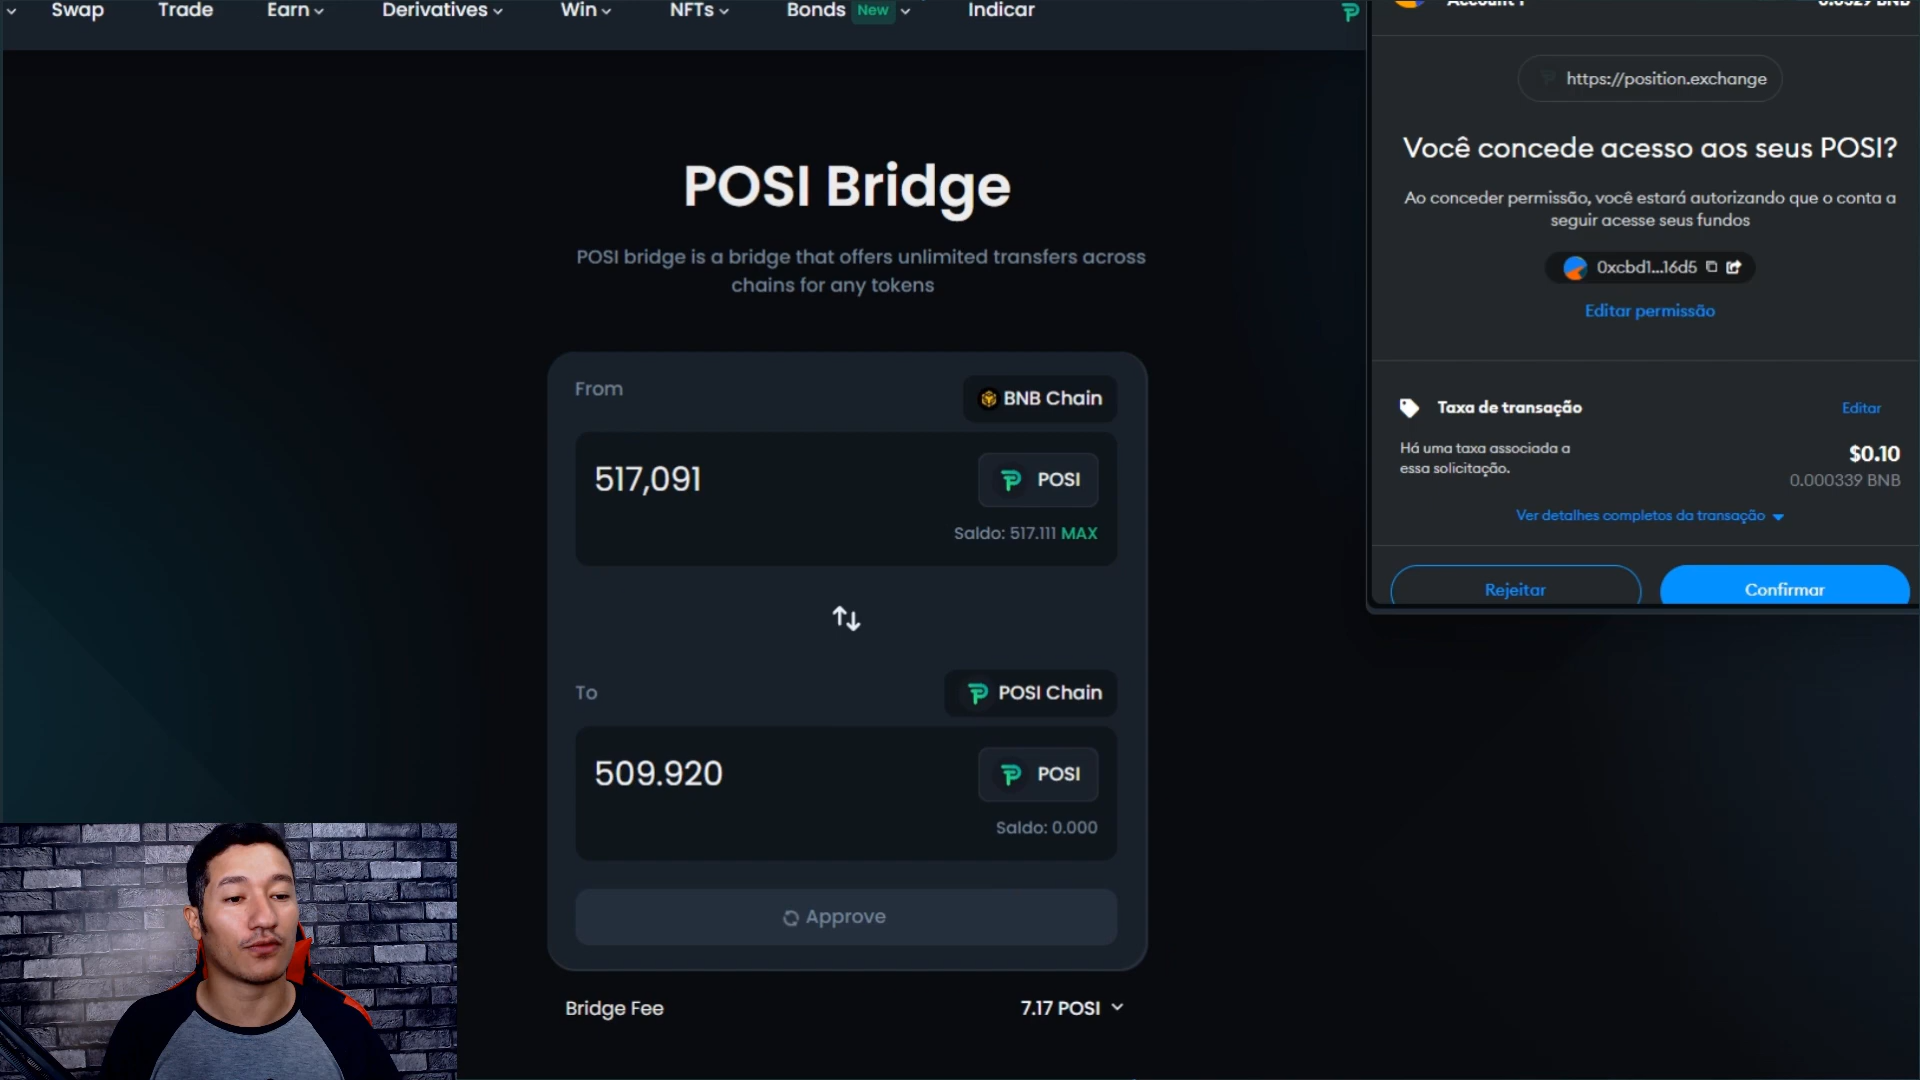 Swap
Trade
Earn
Derivatives
Win
NFTs
Bonds New
Indicar
POSI Bridge
POSI bridge is a bridge that offers unlimited transfers across
chains for any tokens
From
BNB Chain
517,091
POSI
Saldo: 517.111 MAX
To
POSI Chain
509.920
POSI
Saldo: 0.000
Approve
Bridge Fee
7.17 POSI
https://position.exchange
Você concede acesso aos seus POSI?
Ao conceder permissão, você estará autorizando que o conta a
seguir acesse seus fundos
0xcbd1...16d5
Editar permissão
Taxa de transação
Editar
Há uma taxa associada a
essa solicitação.
$0.10
0.000339 BNB
Ver detalhes completos da transação
Rejeitar
Confirmar